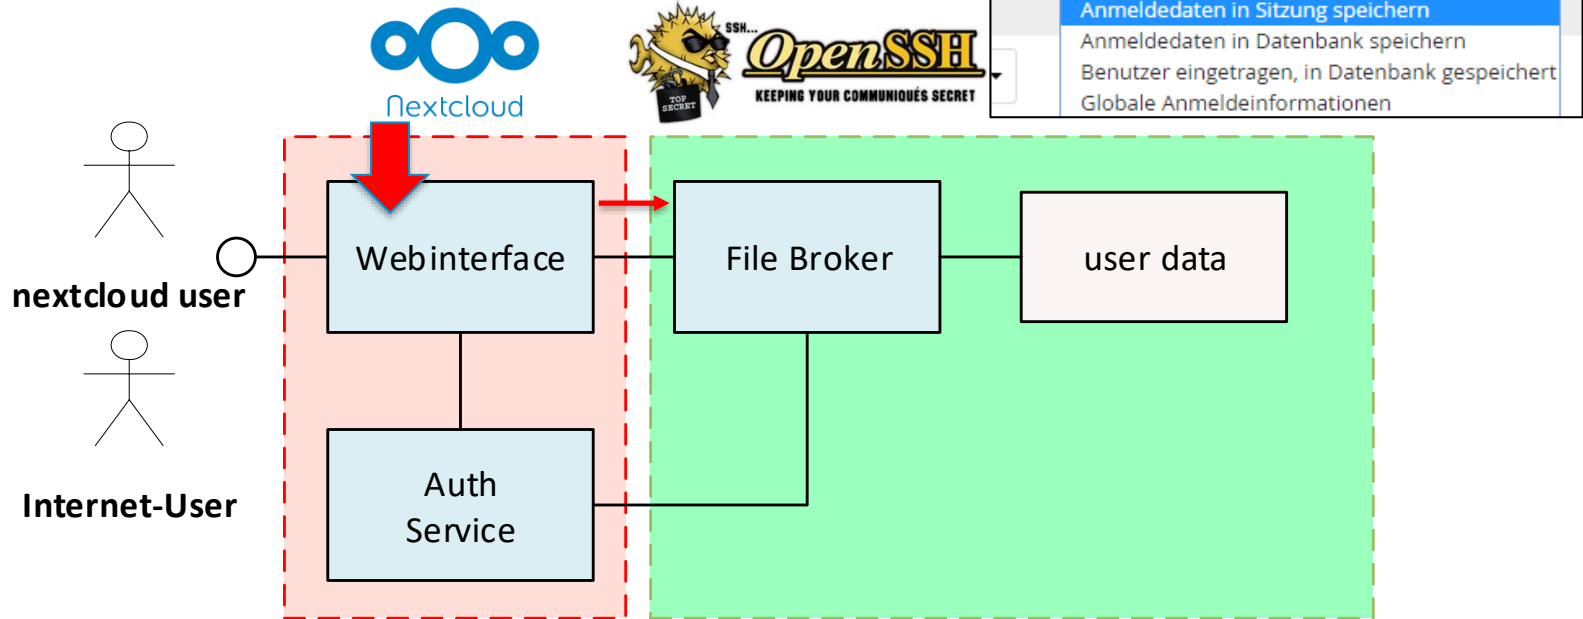 Nextcloud
SSH...
OpenSSH
TOP
SECRET
KEEPING YOUR COMMUNIQUÉS SECRET
Anmeldedaten in Sitzung speichern
Anmeldedaten in Datenbank speichern
Benutzer eingetragen, in Datenbank gespeichert
Globale Anmeldeinformationen
nextcloud user
Webinterface
File Broker
user data
Internet-User
Auth
Service